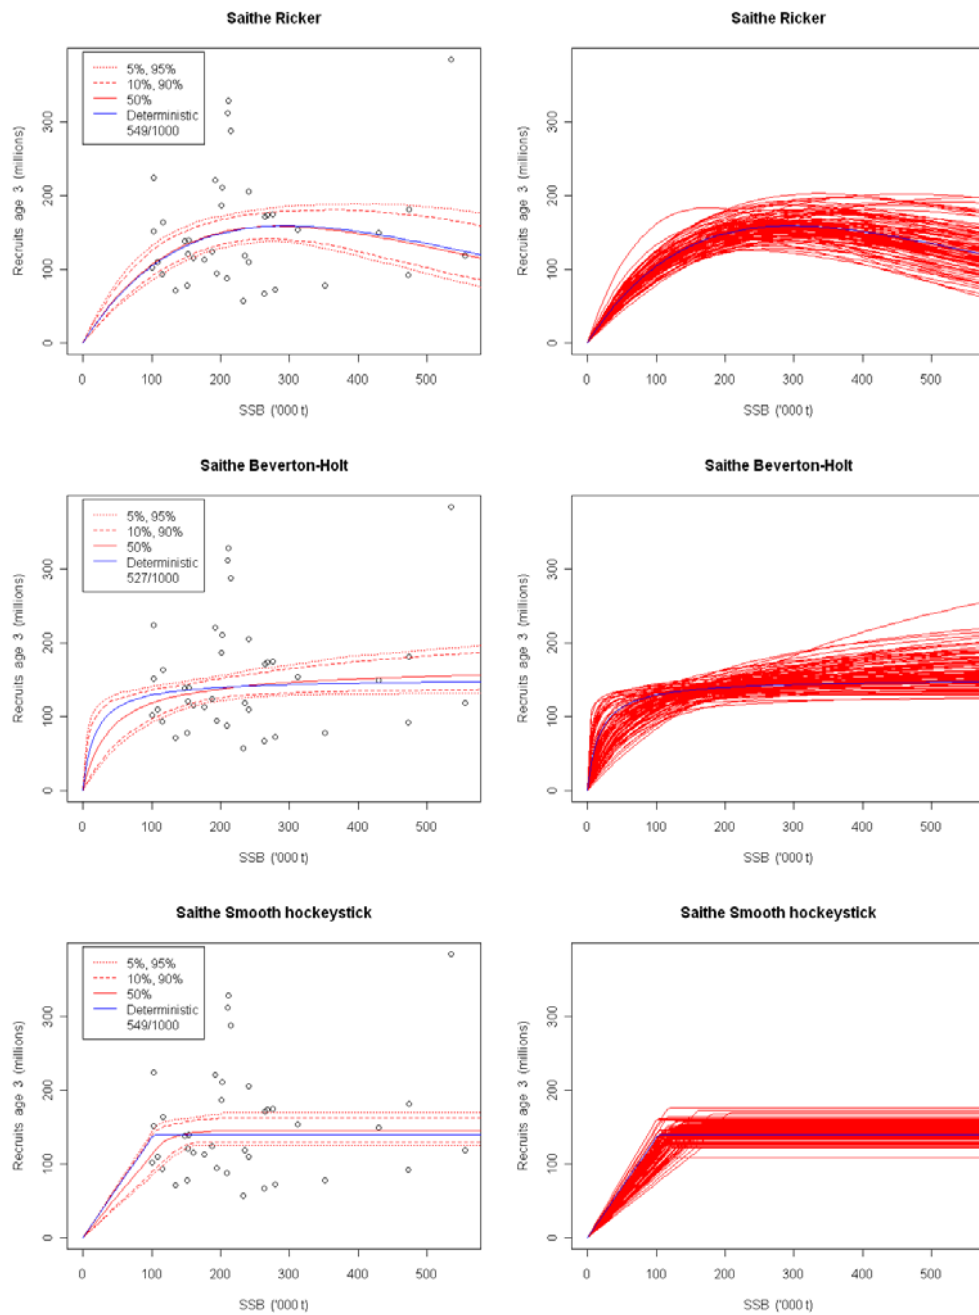 Saithe Ricker
Saithe Ricker
5%, 95%
10%, 90%
50%
Deterministic
549/1000
Recruits age 3 (millions)
0 100 200 300
0 100 200 300 400 500
SSB ('000 t)
Recruits age 3 (millions)
0 100 200 300
0 100 200 300 400 500
SSB ('000 t)
Saithe Beverton-Holt
Saithe Beverton-Holt
5%, 95%
10%, 90%
50%
Deterministic
527/1000
Recruits age 3 (millions)
0 100 200 300
0 100 200 300 400 500
SSB ('000 t)
Recruits age 3 (millions)
0 100 200 300
0 100 200 300 400 500
SSB ('000 t)
Saithe Smooth hockeystick
Saithe Smooth hockeystick
5%, 95%
10%, 90%
50%
Deterministic
549/1000
Recruits age 3 (millions)
0 100 200 300
0 100 200 300 400 500
SSB ('000 t)
Recruits age 3 (millions)
0 100 200 300
0 100 200 300 400 500
SSB ('000 t)